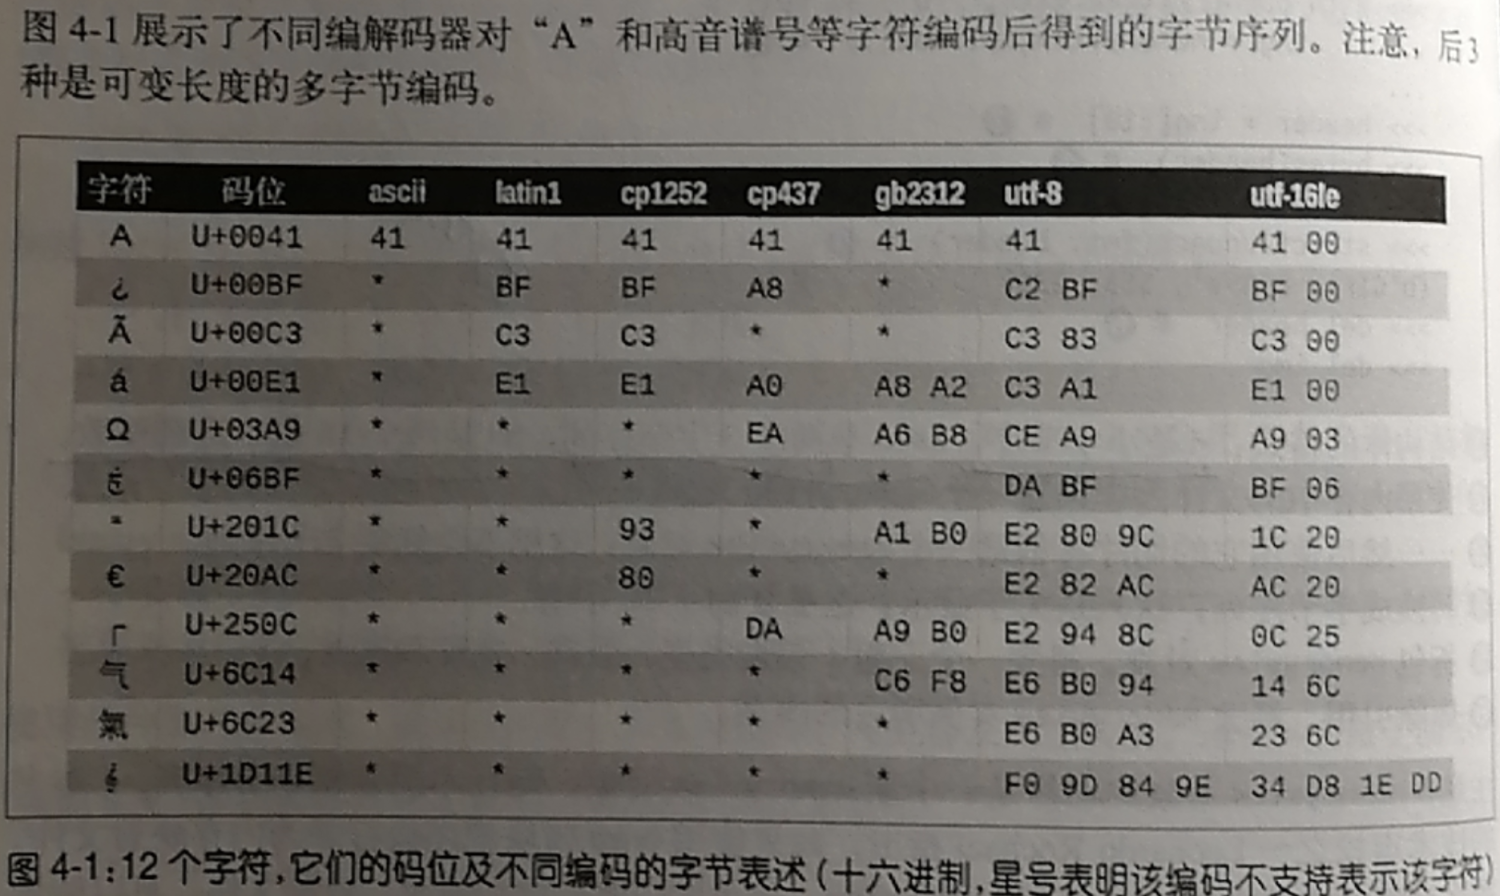 图 4-1 展示了不同编解码器对“A”和高音谱号等字符编码后得到的字节序列。注意,后3
种是可变长度的多字节编码。
字符 码位 ascii latin1 cp1252 cp437 gb2312 utf-8 utf-16le
A U+0041 41 41 41 41 41 41 41 00
¿ U+00BF * BF BF A8 * C2 BF BF 00
Ã U+00C3 * C3 C3 * * C3 83 C3 00
á U+00E1 * E1 E1 A0 A8 A2 C3 A1 E1 00
Ω U+03A9 * * * EA A6 B8 CE A9 A9 03
ڿ U+06BF * * * * * DA BF BF 06
“ U+201C * * 93 * A1 B0 E2 80 9C 1C 20
€ U+20AC * * 80 * * E2 82 AC AC 20
┌ U+250C * * * DA A9 B0 E2 94 8C 0C 25
气 U+6C14 * * * * C6 F8 E6 B0 94 14 6C
氣 U+6C23 * * * * * E6 B0 A3 23 6C
𝄞 U+1D11E * * * * * F0 9D 84 9E 34 D8 1E DD
图 4-1:12 个字符,它们的码位及不同编码的字节表述(十六进制,星号表明该编码不支持表示该字符)